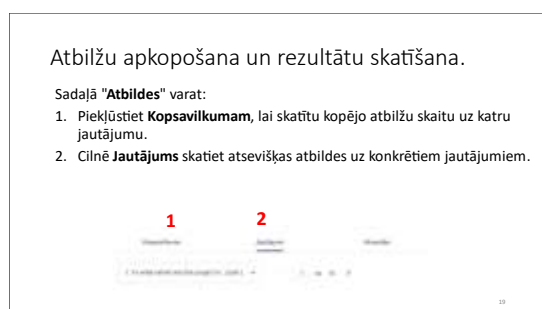 Atbilžu apkopošana un rezultātu skatīšana.
Sadaļā "Atbildes" varat:
1. Piekļūstiet Kopsavilkumam, lai skatītu kopējo atbilžu skaitu uz katru
jautājumu.
2. Cilnē Jautājums skatiet atsevišķas atbildes uz konkrētiem jautājumiem.
1 2
19